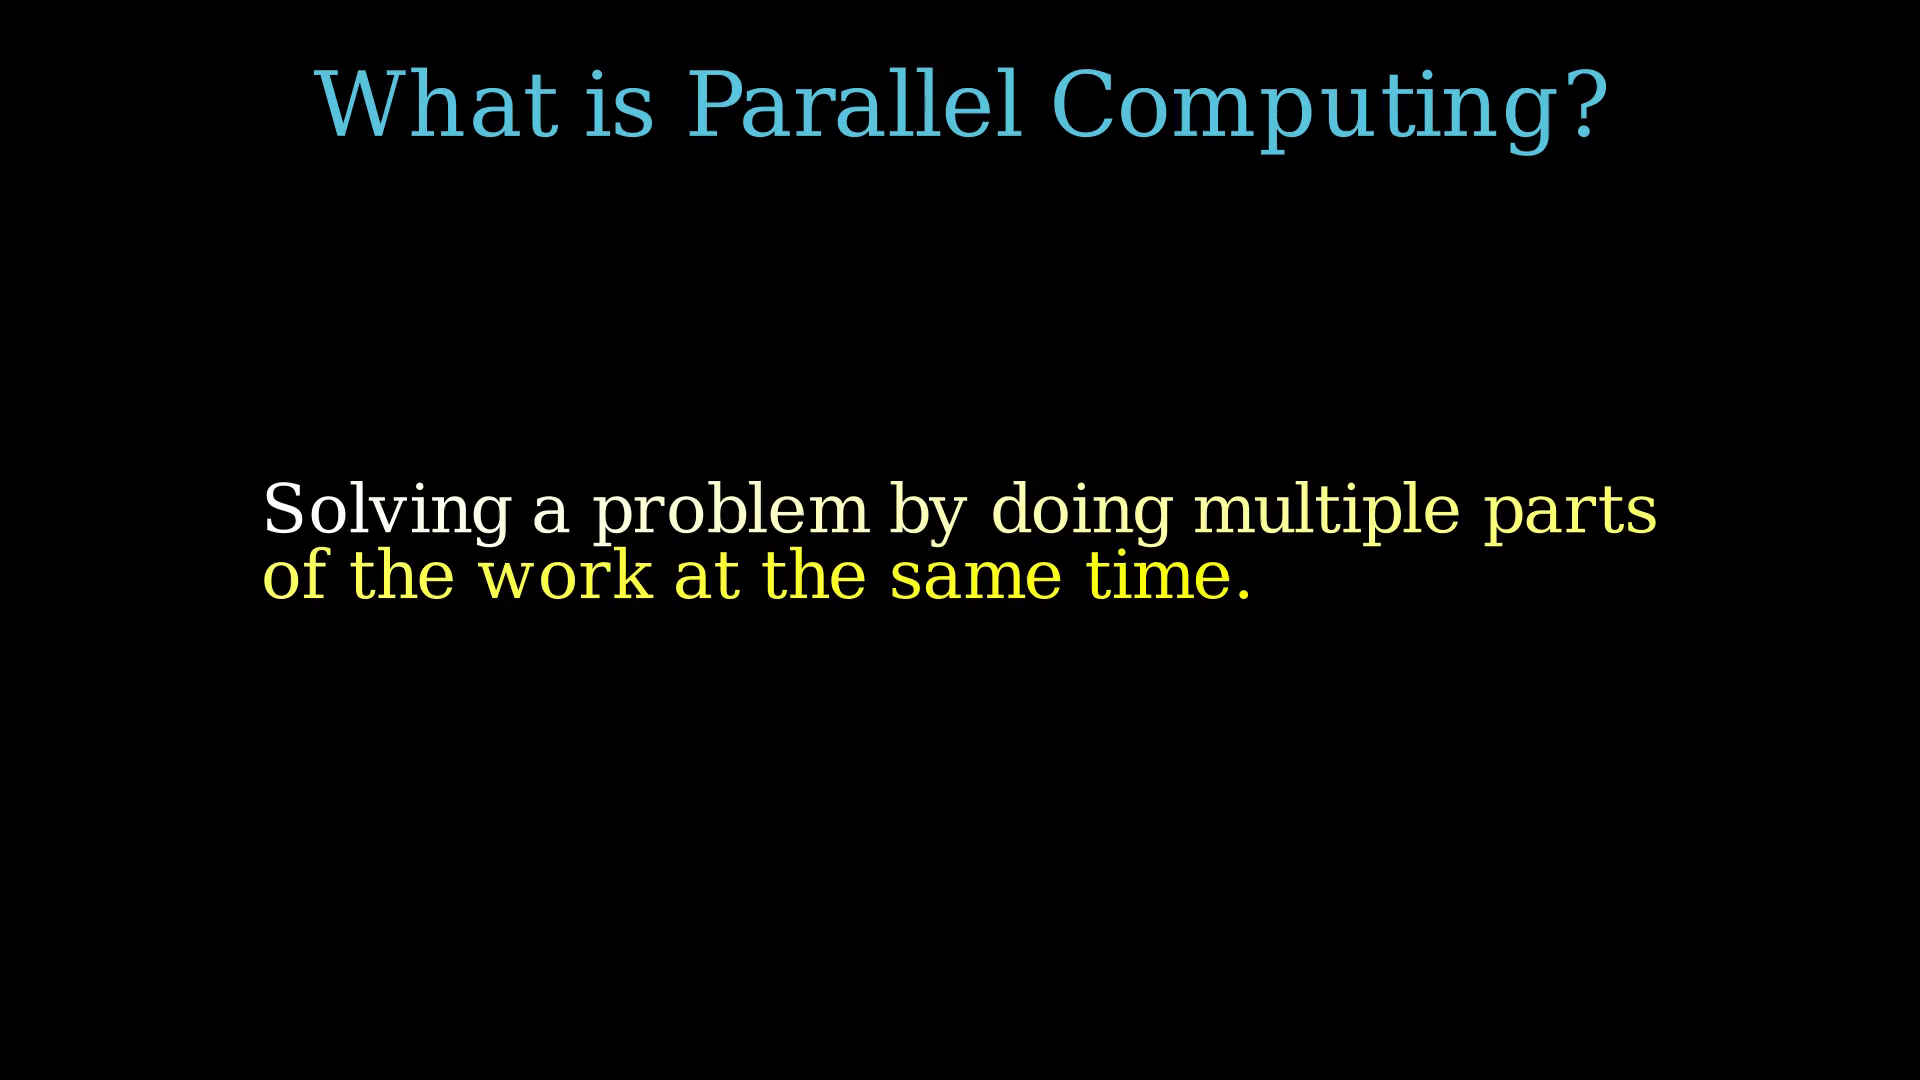 What is Parallel Computing?
Solving a problem by doing multiple parts
of the work at the same time.